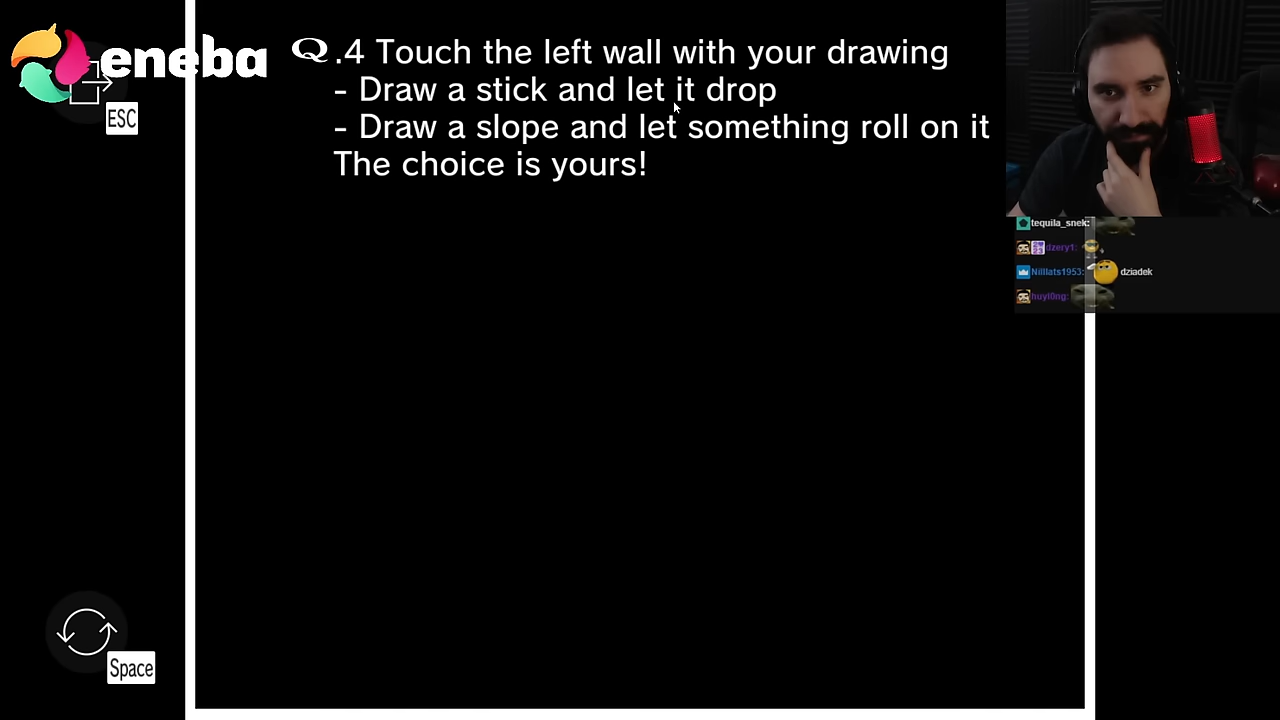 eneba
ESC
Q.4 Touch the left wall with your drawing
- Draw a stick and let it drop
- Draw a slope and let something roll on it
The choice is yours!
tequila_snek:
dzery1:
Nilllats1953: dziadek
huyl0ng:
Space